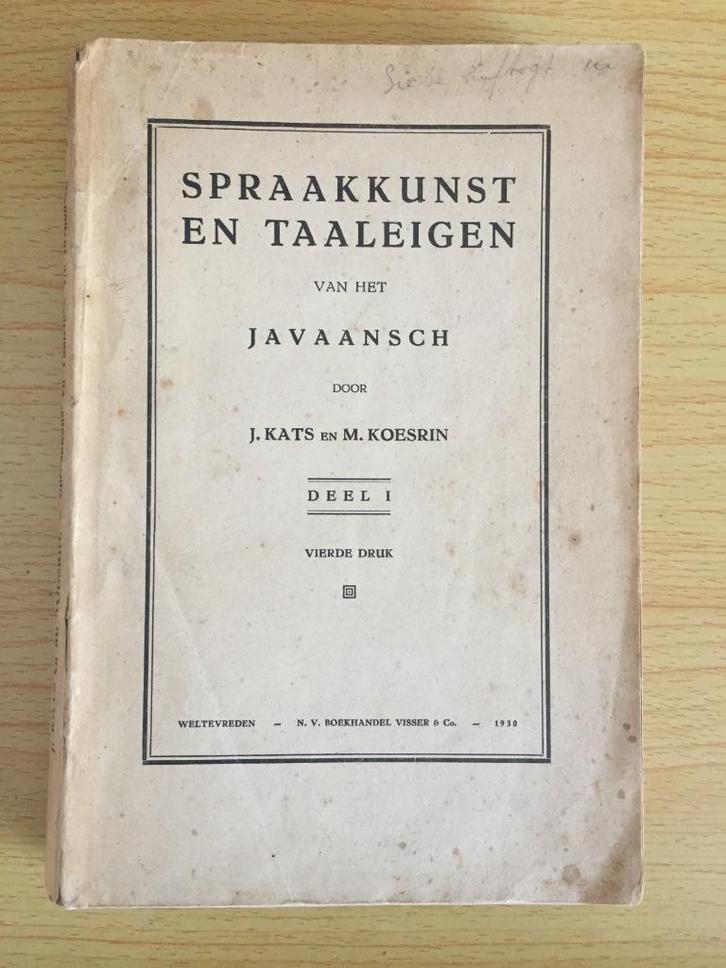 SPRAAKKUNST
EN TAALEIGEN
VAN HET
JAVAANSCH
DOOR
J. KATS EN M. KOESRIN
DEEL I
VIERDE DRUK
WELTEVREDEN — N. V. BOEKHANDEL VISSER & Co. — 1930